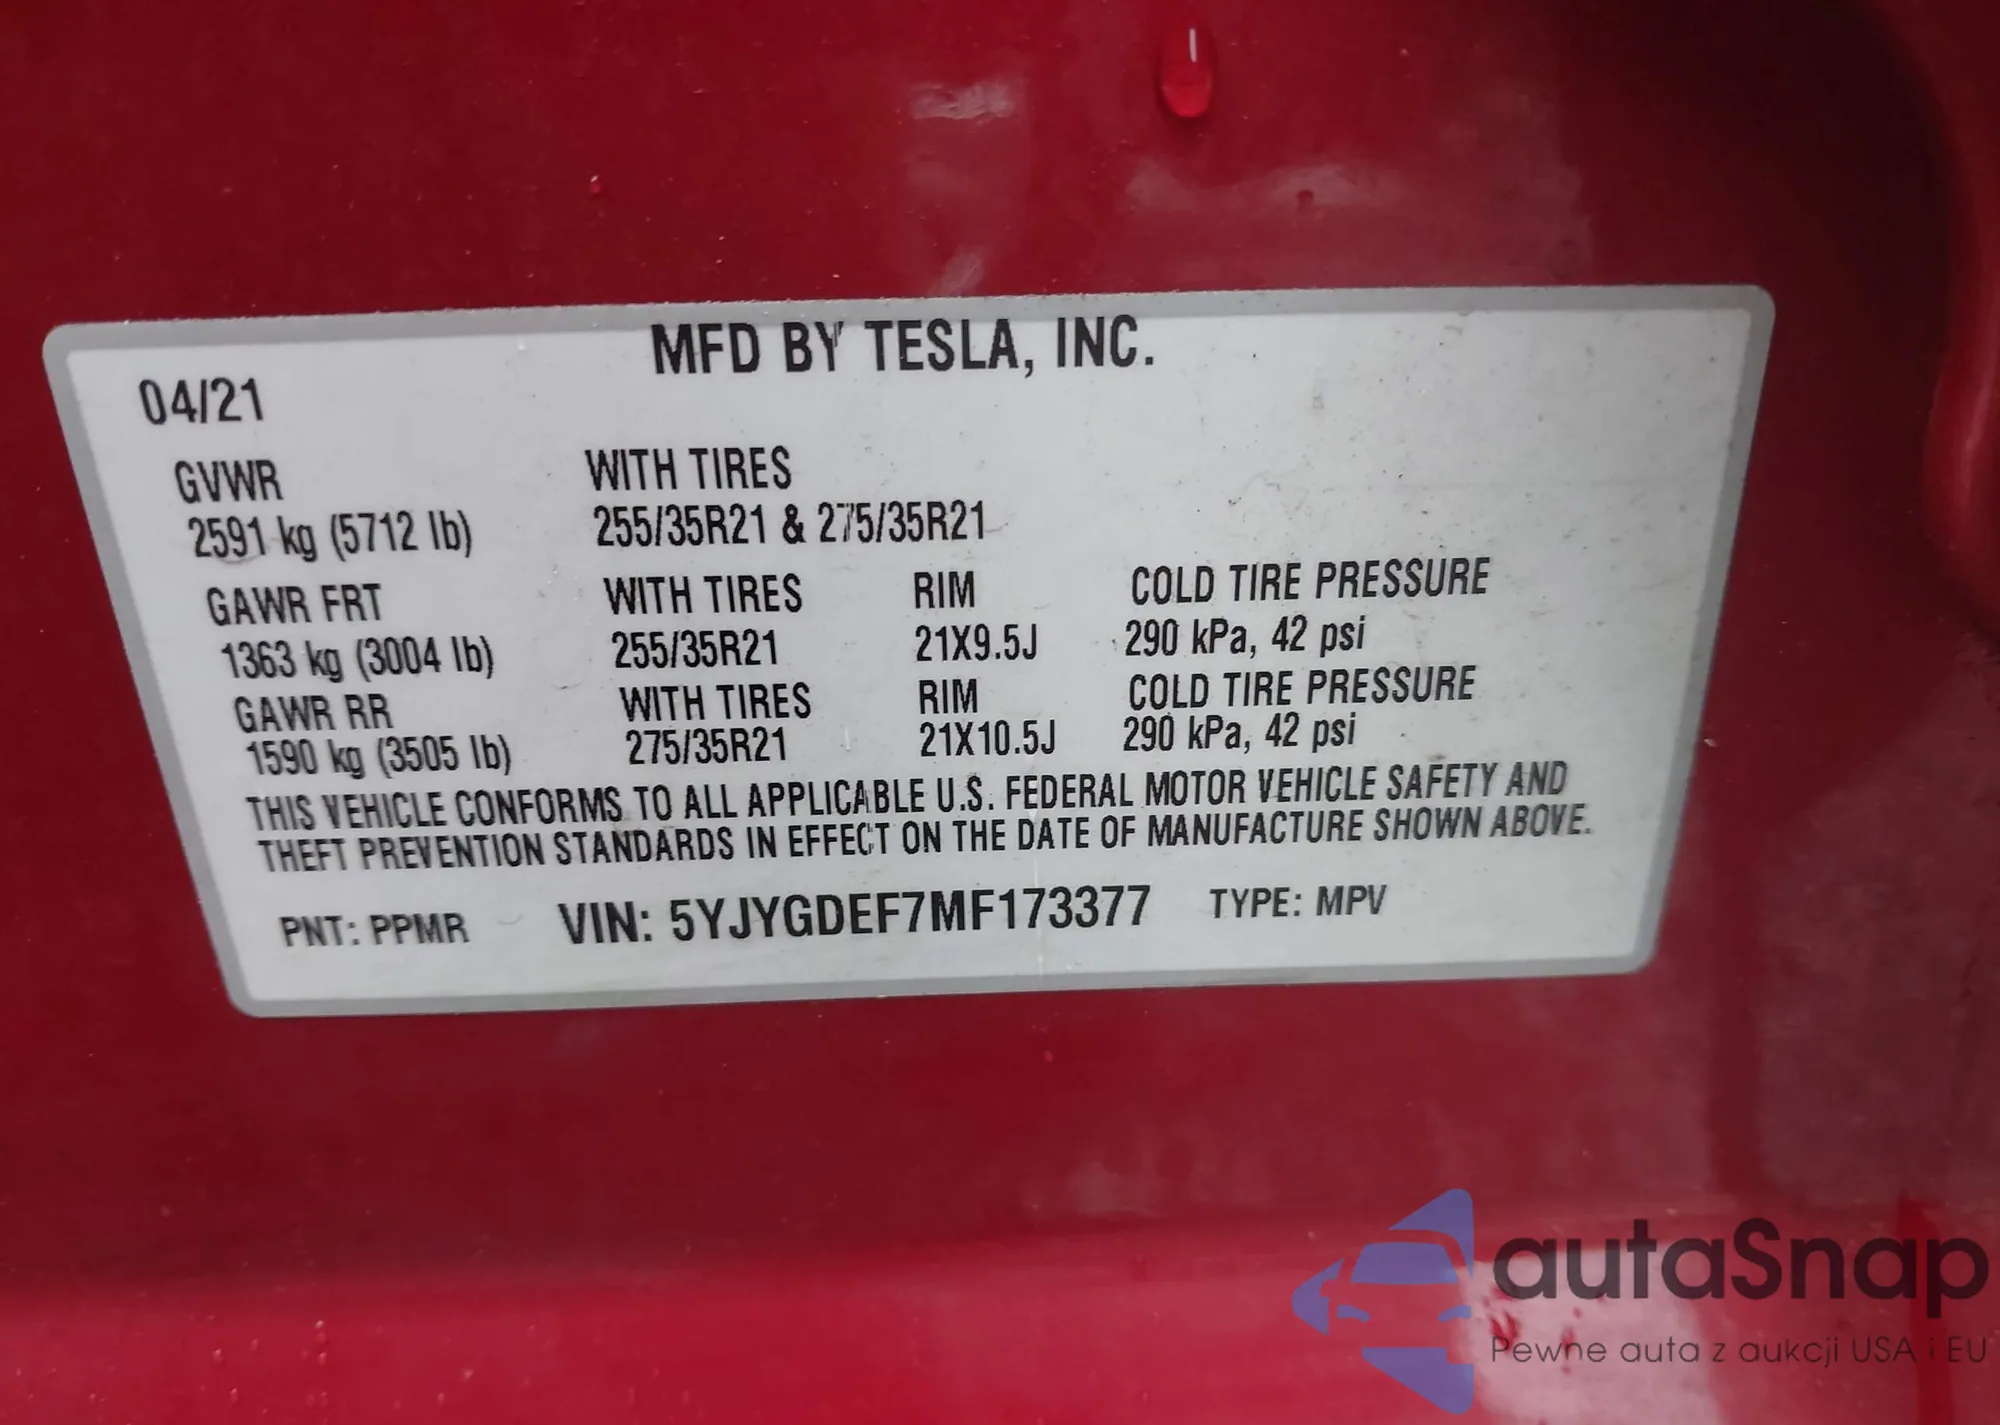 MFD BY TESLA, INC.
04/21
GVWR WITH TIRES
2591 kg (5712 lb) 255/35R21 & 275/35R21
GAWR FRT WITH TIRES RIM COLD TIRE PRESSURE
1363 kg (3004 lb) 255/35R21 21X9.5J 290 kPa, 42 psi
GAWR RR WITH TIRES RIM COLD TIRE PRESSURE
1590 kg (3505 lb) 275/35R21 21X10.5J 290 kPa, 42 psi
THIS VEHICLE CONFORMS TO ALL APPLICABLE U.S. FEDERAL MOTOR VEHICLE SAFETY AND
THEFT PREVENTION STANDARDS IN EFFECT ON THE DATE OF MANUFACTURE SHOWN ABOVE.
PNT: PPMR VIN: 5YJYGDEF7MF173377 TYPE: MPV
autaSnap
Pewne auta z aukcji USA i EU